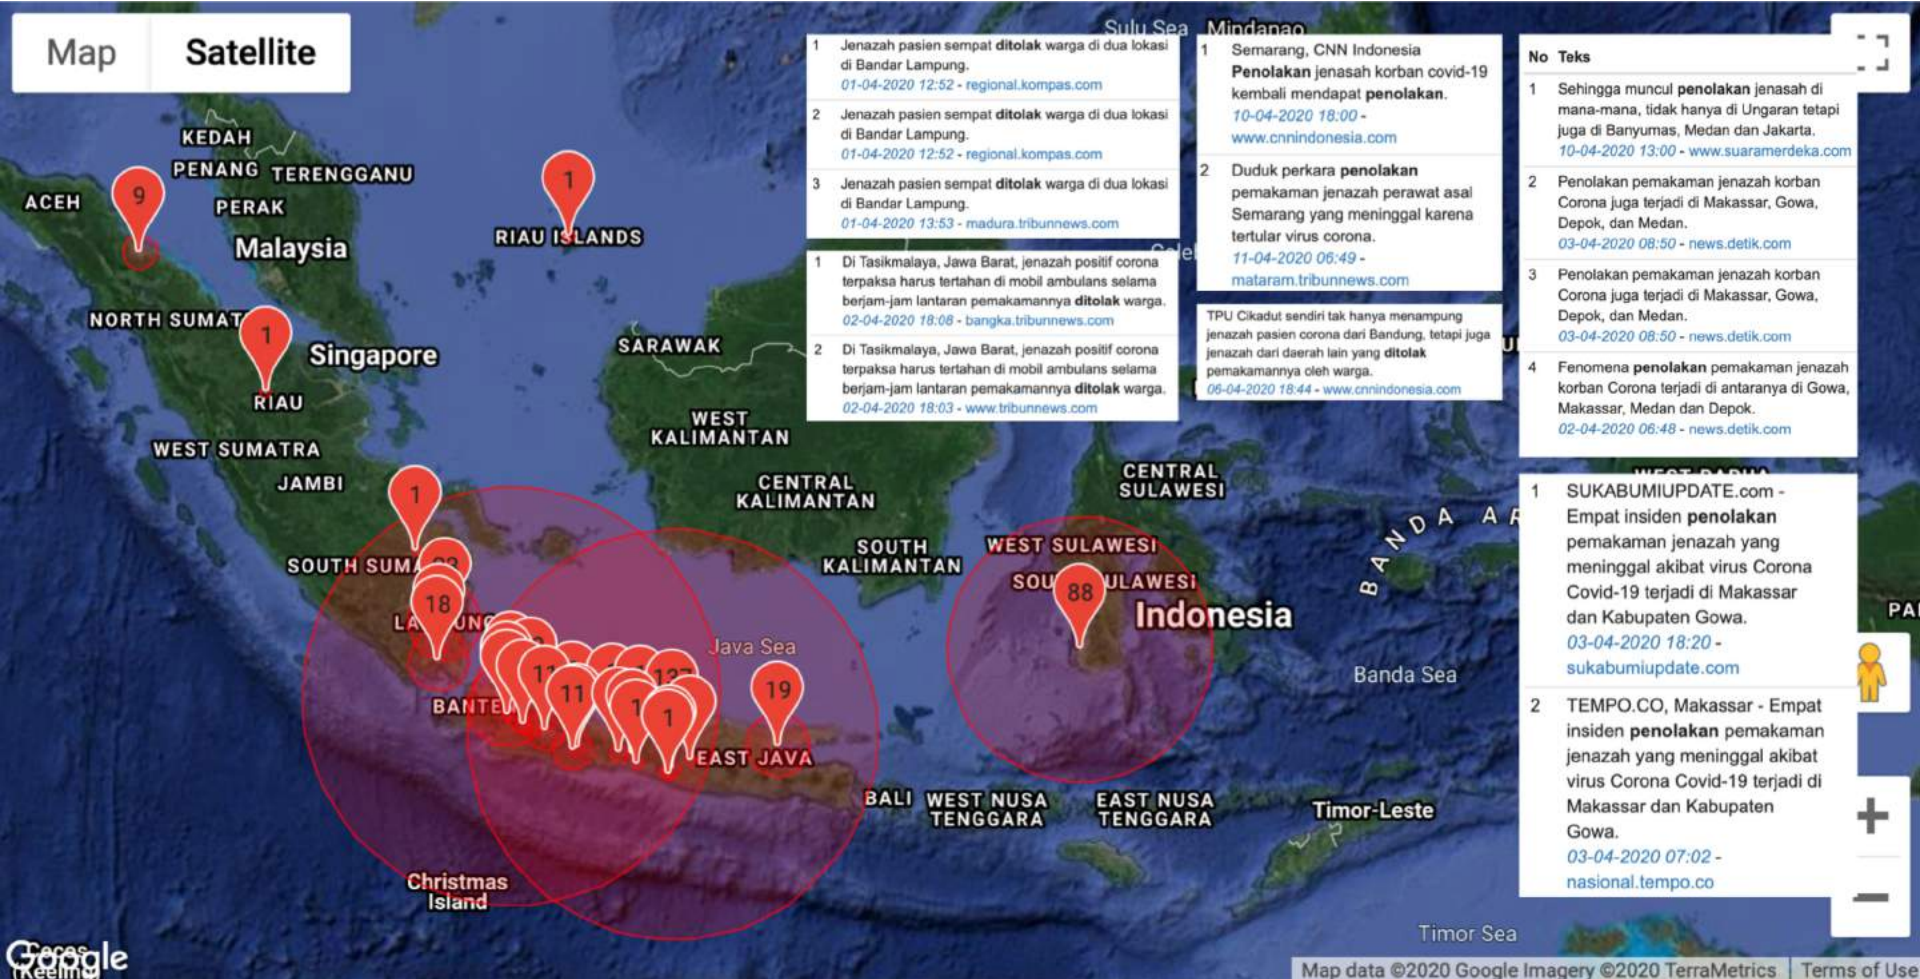 Map
Satellite
Sulu Sea
Mindanao
KEDAH
PENANG
TERENGGANU
ACEH
9
PERAK
1
RIAU ISLANDS
Malaysia
NORTH
1
Singapore
RIAU
SARAWAK
WEST
KALIMANTAN
WEST SUMATRA
JAMBI
CENTRAL
KALIMANTAN
CENTRAL
SULAWESI
1
SOUTH
SOUTH
KALIMANTAN
WEST SULAWESI
88
Indonesia
BANDA
18
Java Sea
Banda Sea
11
11
137
1
1
19
EAST JAVA
BALI
WEST NUSA
TENGGARA
EAST NUSA
TENGGARA
Timor-Leste
Christmas
Island
Timor Sea
1 Jenazah pasien sempat ditolak warga di dua lokasi
di Bandar Lampung.
01-04-2020 12:52 - regional.kompas.com
2 Jenazah pasien sempat ditolak warga di dua lokasi
di Bandar Lampung.
01-04-2020 12:52 - regional.kompas.com
3 Jenazah pasien sempat ditolak warga di dua lokasi
di Bandar Lampung.
01-04-2020 13:53 - madura.tribunnews.com
1 Di Tasikmalaya, Jawa Barat, jenazah positif corona
terpaksa harus tertahan di mobil ambulans selama
berjam-jam lantaran pemakamannya ditolak warga.
02-04-2020 18:08 - bangka.tribunnews.com
2 Di Tasikmalaya, Jawa Barat, jenazah positif corona
terpaksa harus tertahan di mobil ambulans selama
berjam-jam lantaran pemakamannya ditolak warga.
02-04-2020 18:03 - www.tribunnews.com
1 Semarang, CNN Indonesia
Penolakan jenasah korban covid-19
kembali mendapat penolakan.
10-04-2020 18:00 -
www.cnnindonesia.com
2 Duduk perkara penolakan
pemakaman jenazah perawat asal
Semarang yang meninggal karena
tertular virus corona.
11-04-2020 06:49 -
mataram.tribunnews.com
TPU Cikadut sendiri tak hanya menampung
jenazah pasien corona dari Bandung, tetapi juga
jenazah dari daerah lain yang ditolak
pemakamannya oleh warga.
06-04-2020 18:44 - www.cnnindonesia.com
No Teks
1 Sehingga muncul penolakan jenasah di
mana-mana, tidak hanya di Ungaran tetapi
juga di Banyumas, Medan dan Jakarta.
10-04-2020 13:00 - www.suaramerdeka.com
2 Penolakan pemakaman jenazah korban
Corona juga terjadi di Makassar, Gowa,
Depok, dan Medan.
03-04-2020 08:50 - news.detik.com
3 Penolakan pemakaman jenazah korban
Corona juga terjadi di Makassar, Gowa,
Depok, dan Medan.
03-04-2020 08:50 - news.detik.com
4 Fenomena penolakan pemakaman jenazah
korban Corona terjadi di antaranya di Gowa,
Makassar, Medan dan Depok.
02-04-2020 06:48 - news.detik.com
1 SUKABUMIUPDATE.com -
Empat insiden penolakan
pemakaman jenazah yang
meninggal akibat virus Corona
Covid-19 terjadi di Makassar
dan Kabupaten Gowa.
03-04-2020 18:20 -
sukabumiupdate.com
2 TEMPO.CO, Makassar - Empat
insiden penolakan pemakaman
jenazah yang meninggal akibat
virus Corona Covid-19 terjadi di
Makassar dan Kabupaten
Gowa.
03-04-2020 07:02 -
nasional.tempo.co
Google
Map data ©2020 Google Imagery ©2020 TerraMetrics
Terms of Use